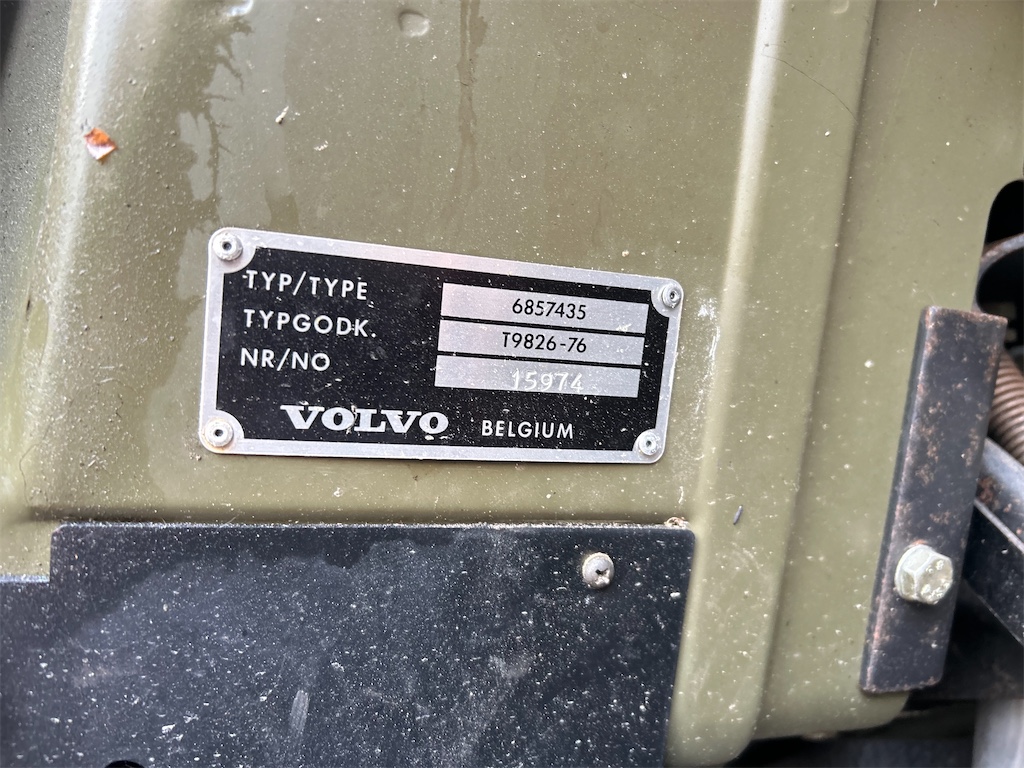 TYP/TYPE 6857435
TYPGODK. T9826-76
NR/NO 15974
VOLVO BELGIUM